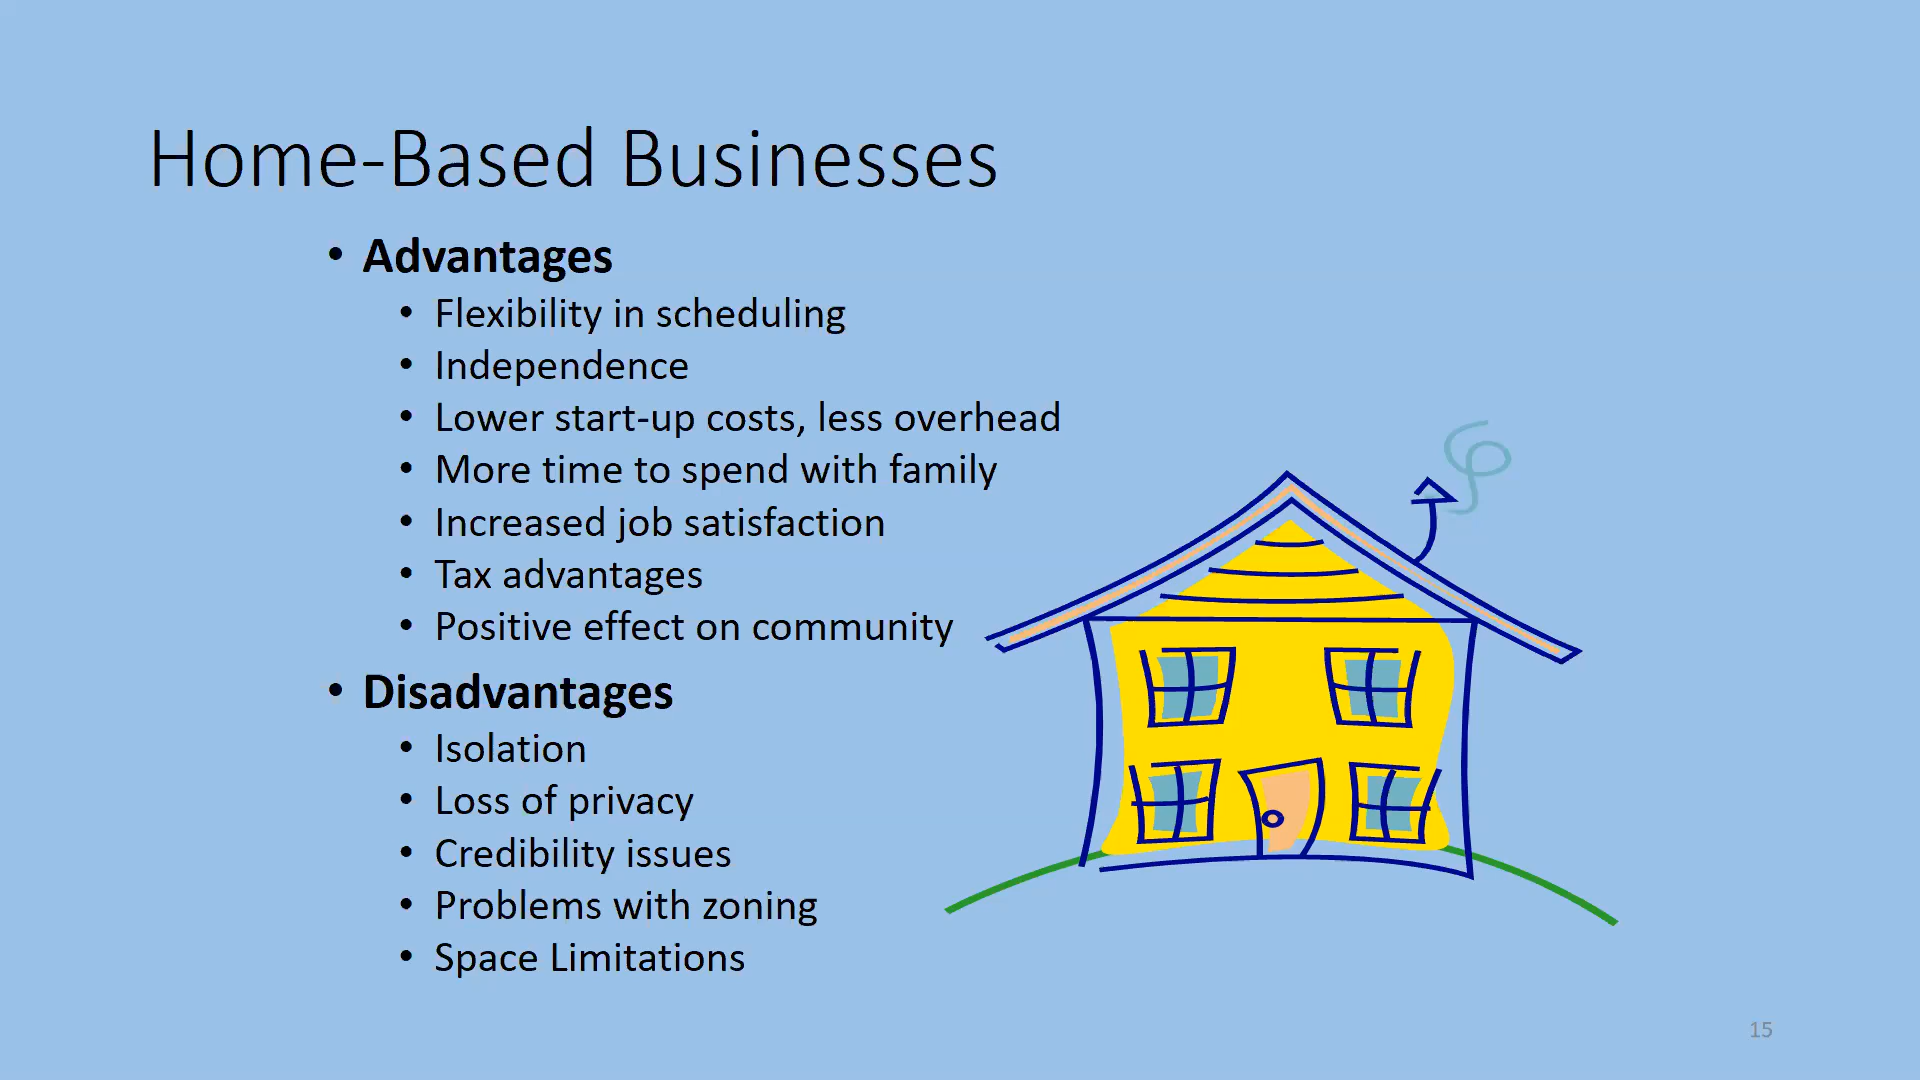 Home-Based Businesses
• Advantages
• Flexibility in scheduling
• Independence
• Lower start-up costs, less overhead
• More time to spend with family
• Increased job satisfaction
• Tax advantages
• Positive effect on community
• Disadvantages
• Isolation
• Loss of privacy
• Credibility issues
• Problems with zoning
• Space Limitations
15